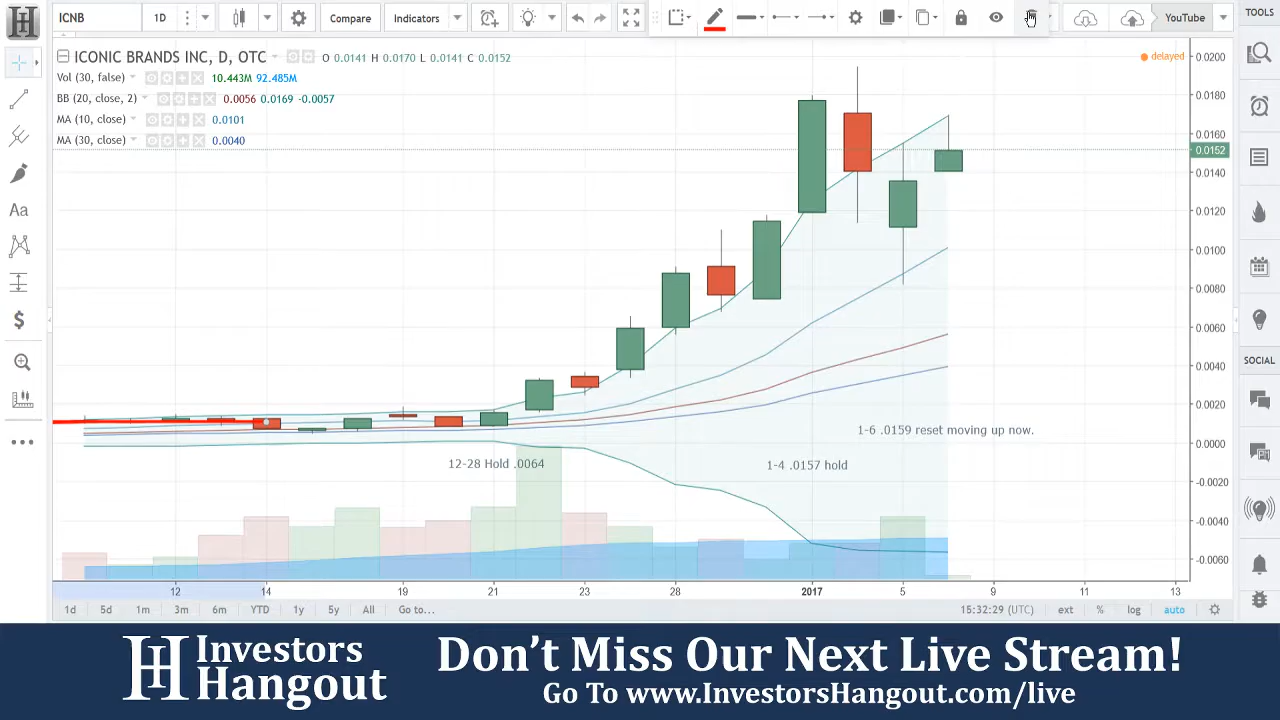 ICNB
1D
Compare
Indicators
YouTube
TOOLS
ICONIC BRANDS INC, D, OTC
O 0.0141 H 0.0170 L 0.0141 0.0152
delayed
Vol (30, false) 10.443M 92.485M
BB (20, close, 2) 0.0056 0.0169 -0.0057
MA (10, close) 0.0101
MA (30, close) 0.0040
0.0200
0.0180
0.0160
0.0152
0.0140
0.0120
0.0100
0.0080
0.0060
0.0040
0.0020
0.0000
-0.0020
-0.0040
-0.0060
Aa
$
SOCIAL
1-6 .0159 reset moving up now.
12-28 Hold .0064
1-4 .0157 hold
12 14 19 21 23 28 2017 5 9 11 13
1d 5d 1m 3m 6m YTD 1y 5y All Go to... 15:32:29 (UTC) ext % log auto
H Investors Hangout
Don't Miss Our Next Live Stream!
Go To www.InvestorsHangout.com/live